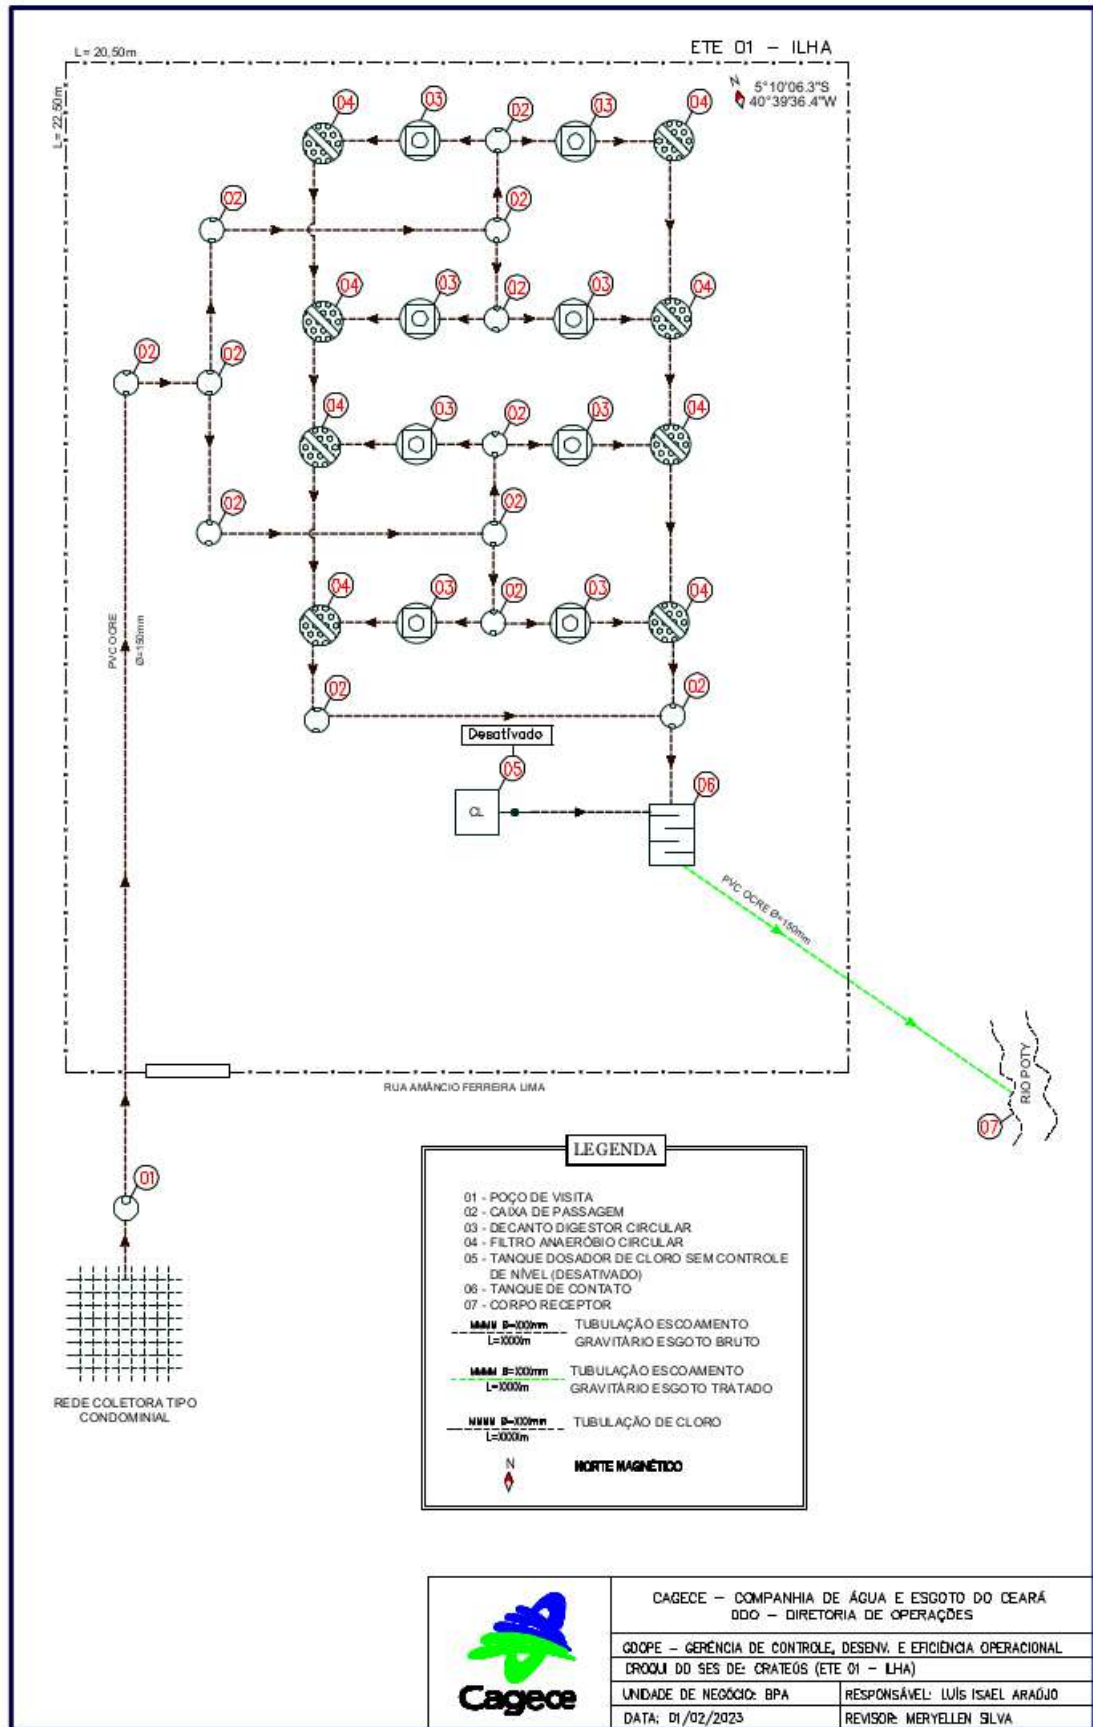 L= 20,50m
ETE 01 - ILHA
L= 22,50m
N
5°10'06.3"S
40°39'36.4"W
04
03
02
03
04
02
02
04
03
02
03
04
02
02
04
03
02
03
04
02
02
04
03
02
03
04
PVC OCRE
Ø=150mm
02
02
Desativado
05
06
CL
PVC OCRE Ø=150mm
RIO POTY
07
RUA AMÂNCIO FERREIRA LIMA
01
REDE COLETORA TIPO
CONDOMINIAL
LEGENDA
01 - POÇO DE VISITA
02 - CAIXA DE PASSAGEM
03 - DECANTO DIGESTOR CIRCULAR
04 - FILTRO ANAERÓBIO CIRCULAR
05 - TANQUE DOSADOR DE CLORO SEM CONTROLE
DE NÍVEL (DESATIVADO)
06 - TANQUE DE CONTATO
07 - CORPO RECEPTOR
TUBULAÇÃO ESCOAMENTO
L=XXXXm GRAVITÁRIO ESGOTO BRUTO
TUBULAÇÃO ESCOAMENTO
L=XXXXm GRAVITÁRIO ESGOTO TRATADO
TUBULAÇÃO DE CLORO
L=XXXXm
N
NORTE MAGNÉTICO
Cagece
CAGECE - COMPANHIA DE ÁGUA E ESGOTO DO CEARÁ
DDO - DIRETORIA DE OPERAÇÕES
GDOPE - GERÊNCIA DE CONTROLE, DESENV. E EFICIÊNCIA OPERACIONAL
CROQUI DO SES DE: CRATEÚS (ETE 01 - ILHA)
UNIDADE DE NEGÓCIO: BPA
RESPONSÁVEL: LUÍS ISAEL ARAÚJO
DATA: 01/02/2023
REVISOR: MERYELLEN SILVA